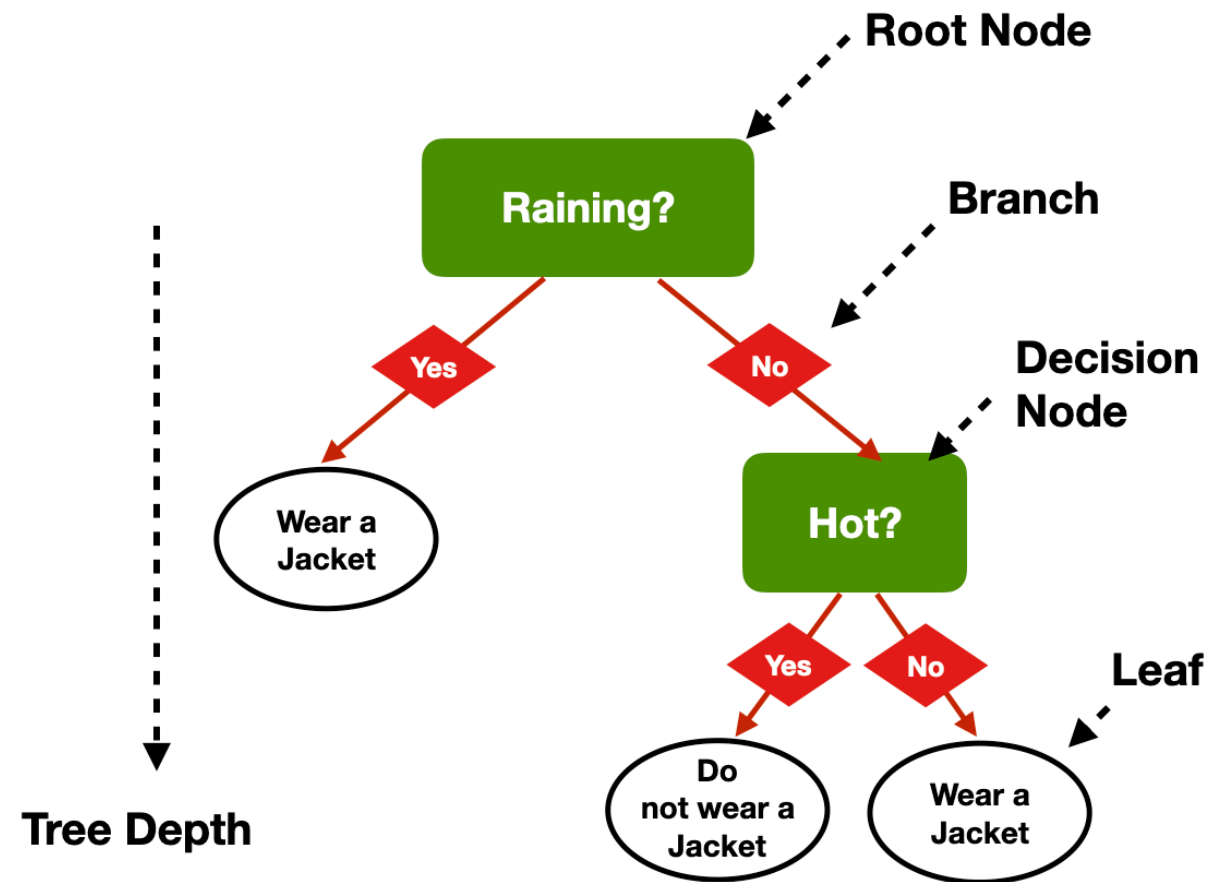 Root Node
Raining?
Branch
Yes
No
Decision
Node
Wear a
Jacket
Hot?
Yes
No
Leaf
Do
not wear a
Jacket
Wear a
Jacket
Tree Depth